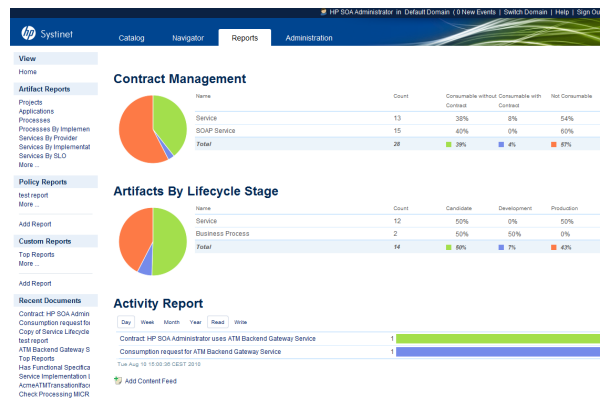 HP SOA Administrator in Default Domain ( 0 New Events | Switch Domain | Help | Sign Ou
hp Systinet
Catalog Navigator Reports Administration
View
Home
Artifact Reports
Projects
Applications
Processes
Processes By Implemen
Services By Provider
Services By Implementat
Services By SLO
More ...
Policy Reports
test report
More ...
Add Report
Custom Reports
Top Reports
More ...
Add Report
Recent Documents
Contract: HP SOA Admin
Consumption request for
Copy of Service Lifecycle
test report
ATM Backend Gateway S
Top Reports
Has Functional Specifica
Service Implementation L
AcmeATMTransationIfaci
Check Processing MICR
Contract Management
Name Count Consumable without Contract Consumable with Contract Not Consumable
Service 13 38% 8% 54%
SOAP Service 15 40% 0% 60%
Total 28 39% 4% 57%
Artifacts By Lifecycle Stage
Name Count Candidate Development Production
Service 12 50% 0% 50%
Business Process 2 50% 50% 0%
Total 14 50% 7% 43%
Activity Report
Day Week Month Year Read Write
Contract: HP SOA Administrator uses ATM Backend Gateway Service 1
Consumption request for ATM Backend Gateway Service 1
Tue Aug 10 15:00:36 CEST 2010
Add Content Feed